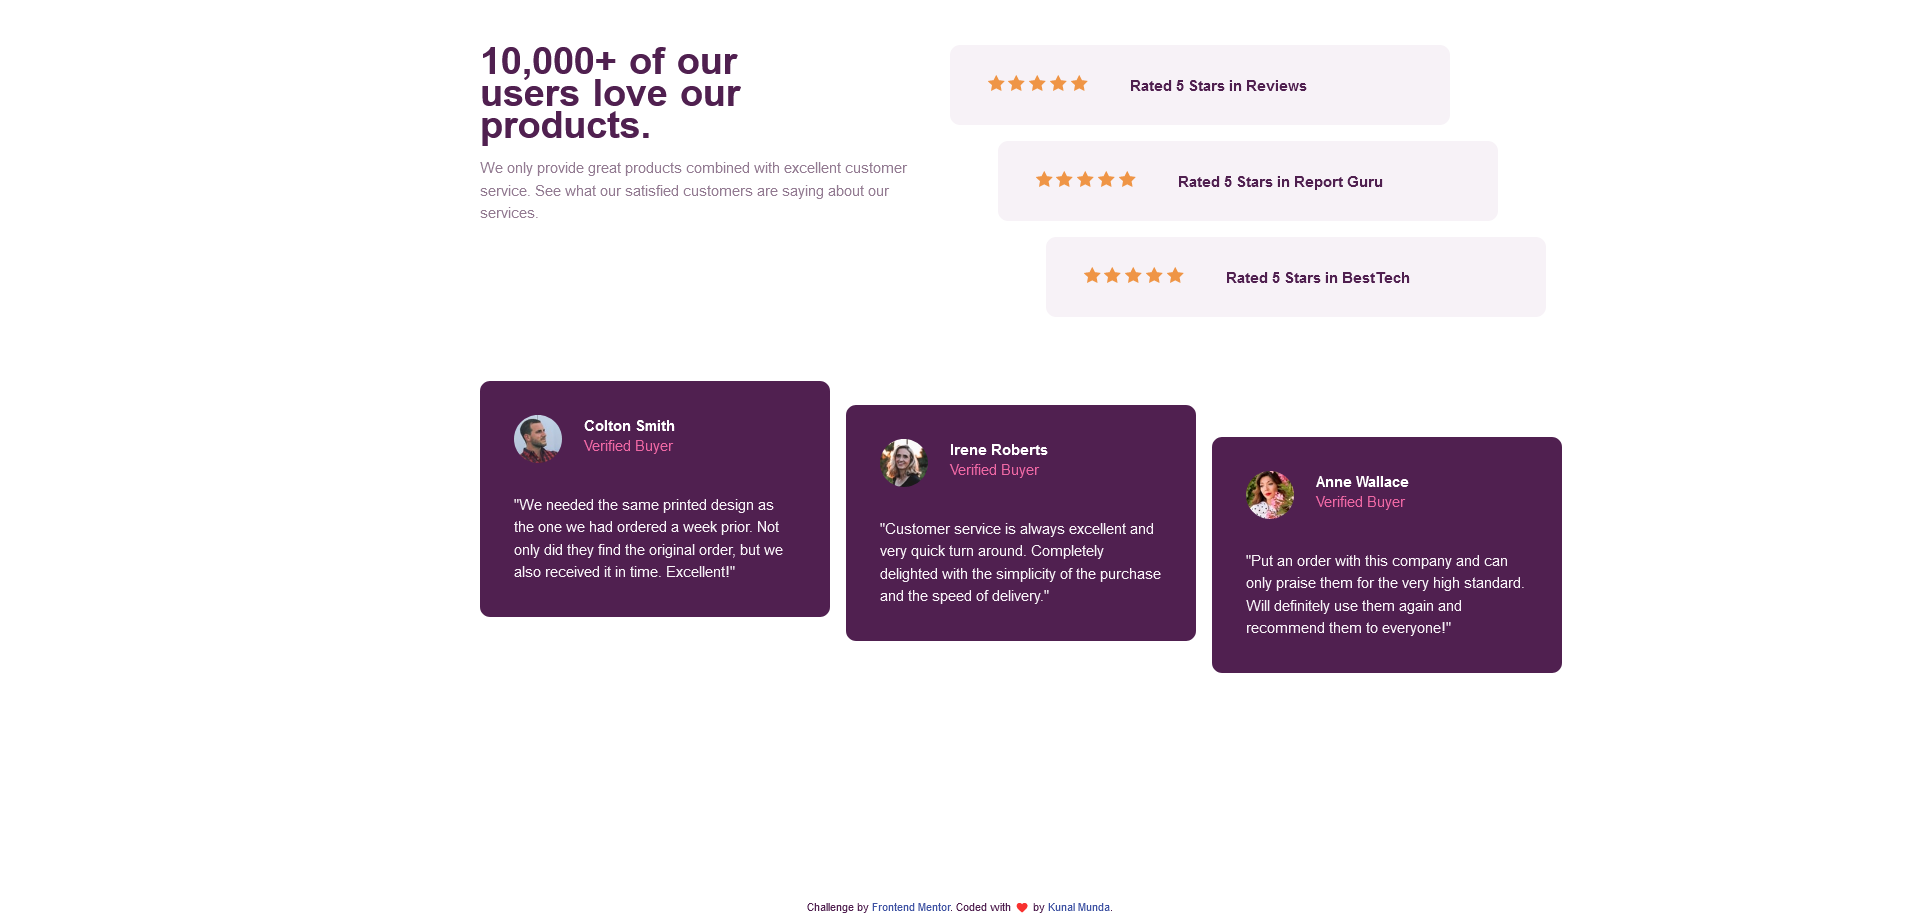 10,000+ of our
users love our
products.
We only provide great products combined with excellent customer
service. See what our satisfied customers are saying about our
services.
Rated 5 Stars in Reviews
Rated 5 Stars in Report Guru
Rated 5 Stars in BestTech
Colton Smith
Verified Buyer
"We needed the same printed design as
the one we had ordered a week prior. Not
only did they find the original order, but we
also received it in time. Excellent!"
Irene Roberts
Verified Buyer
"Customer service is always excellent and
very quick turn around. Completely
delighted with the simplicity of the purchase
and the speed of delivery."
Anne Wallace
Verified Buyer
"Put an order with this company and can
only praise them for the very high standard.
Will definitely use them again and
recommend them to everyone!"
Challenge by Frontend Mentor. Coded with ❤ by Kunal Munda.